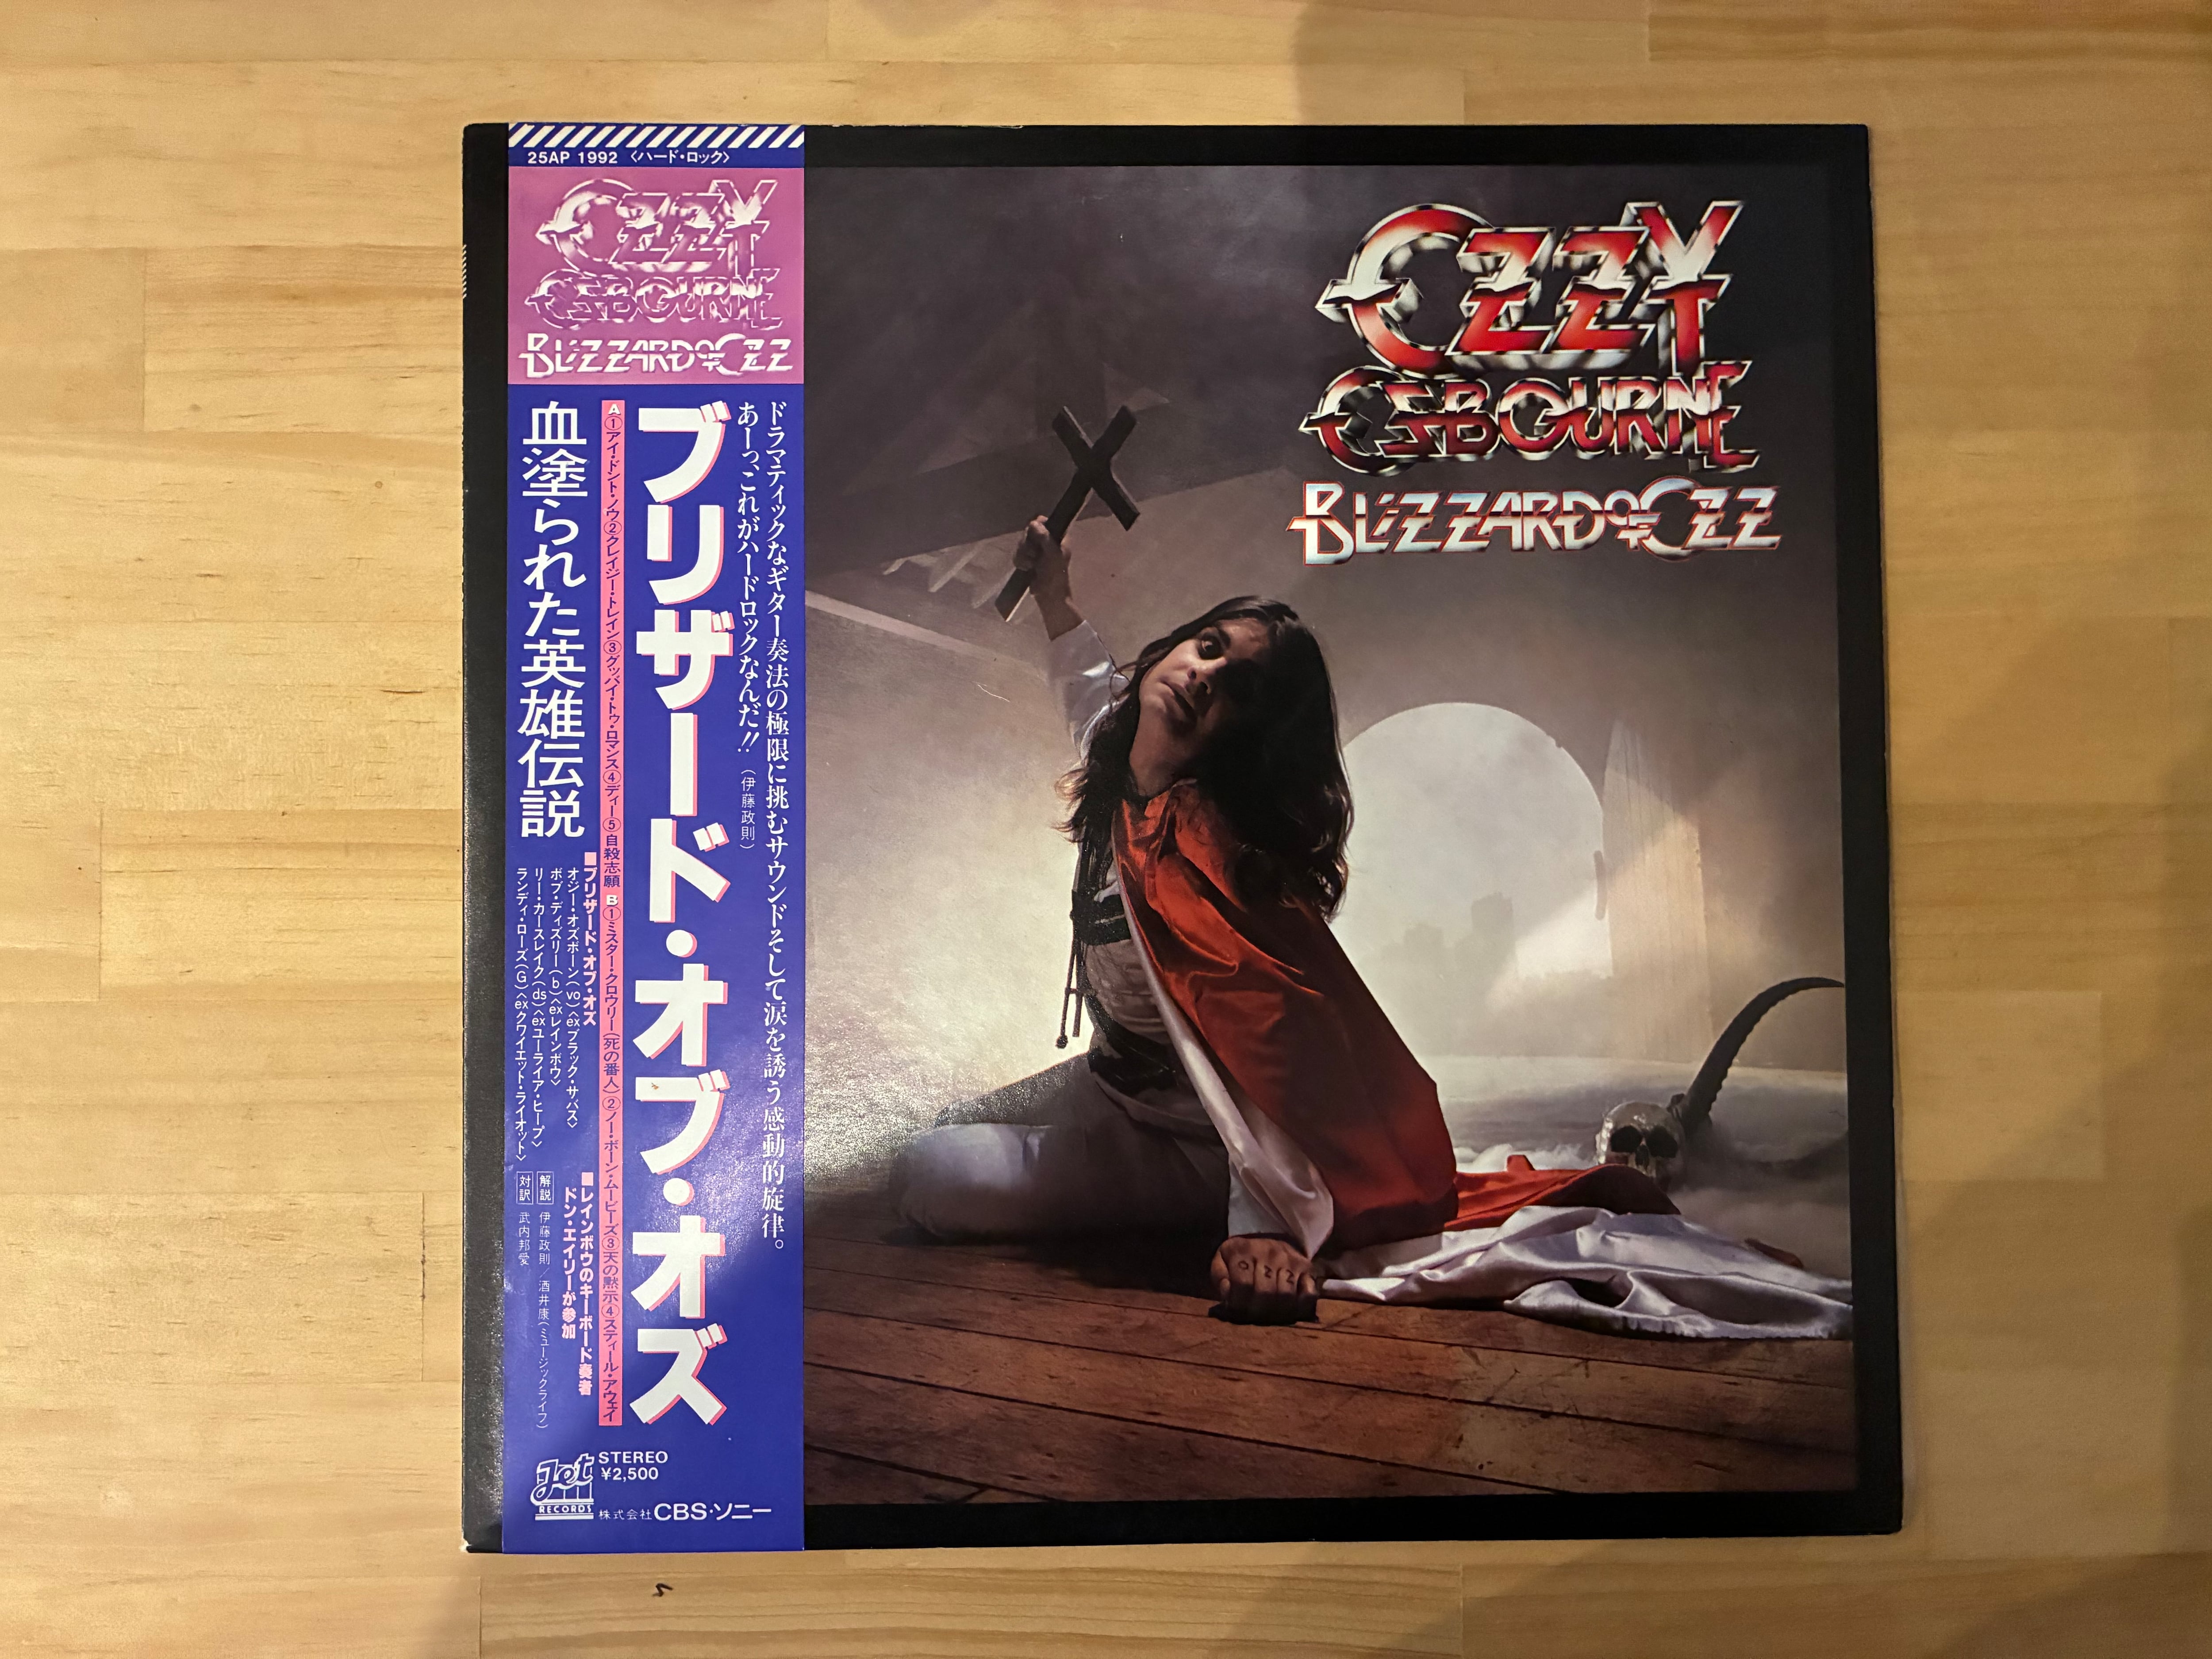 25AP 1992 〈ハード・ロック〉
OZZY
OSBOURNE
BLIZZARD OF OZZ
ドラマティックなギター奏法の極限に挑むサウンドそして涙を誘う感動的旋律。
あーっ、これがハードロックなんだ!!（伊藤政則）
ブリザード・オブ・オズ
A①アイ・ドント・ノウ②クレイジー・トレイン③グッバイ・トゥ・ロマンス④ディー⑤自殺志願 B①ミスター・クロウリー（死の番人）②ノー・ボーン・ムービーズ③天の黙示④スティール・アウェイ
血塗られた英雄伝説
■ブリザード・オブ・オズ
オジー・オズボーン(vo)〈exブラック・サバス〉
ボブ・ディズリー(b)〈exレインボウ〉
リー・カースレイク(ds)〈exユーライア・ヒープ〉
ランディ・ローズ(G)〈exクワイエット・ライオット〉
■レインボウのキーボード奏者
ドン・エイリーが参加
解説 伊藤政則／酒井康(ミュージックライフ)
対訳 武内邦愛
Jet
RECORDS
STEREO
¥2,500
株式会社CBS・ソニー
OZZY
OSBOURNE
BLIZZARD OF OZZ
OZZ